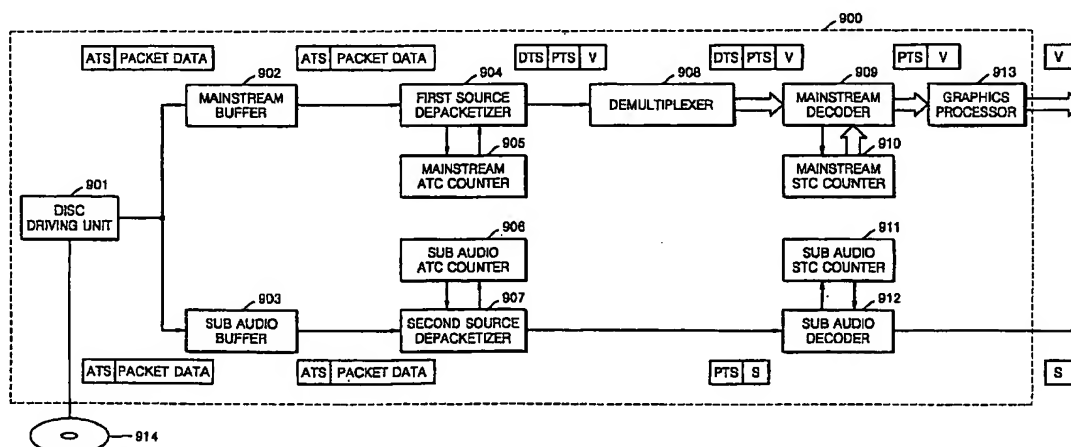 900
ATS PACKET DATA
ATS PACKET DATA
DTS PTS V
DTS PTS V
PTS V
V
902
MAINSTREAM
BUFFER
904
FIRST SOURCE
DEPACKETIZER
908
DEMULTIPLEXER
909
MAINSTREAM
DECODER
913
GRAPHICS
PROCESSOR
905
MAINSTREAM
ATC COUNTER
910
MAINSTREAM
STC COUNTER
901
DISC
DRIVING UNIT
906
SUB AUDIO
ATC COUNTER
911
SUB AUDIO
STC COUNTER
903
SUB AUDIO
BUFFER
907
SECOND SOURCE
DEPACKETIZER
912
SUB AUDIO
DECODER
ATS PACKET DATA
ATS PACKET DATA
PTS S
S
914